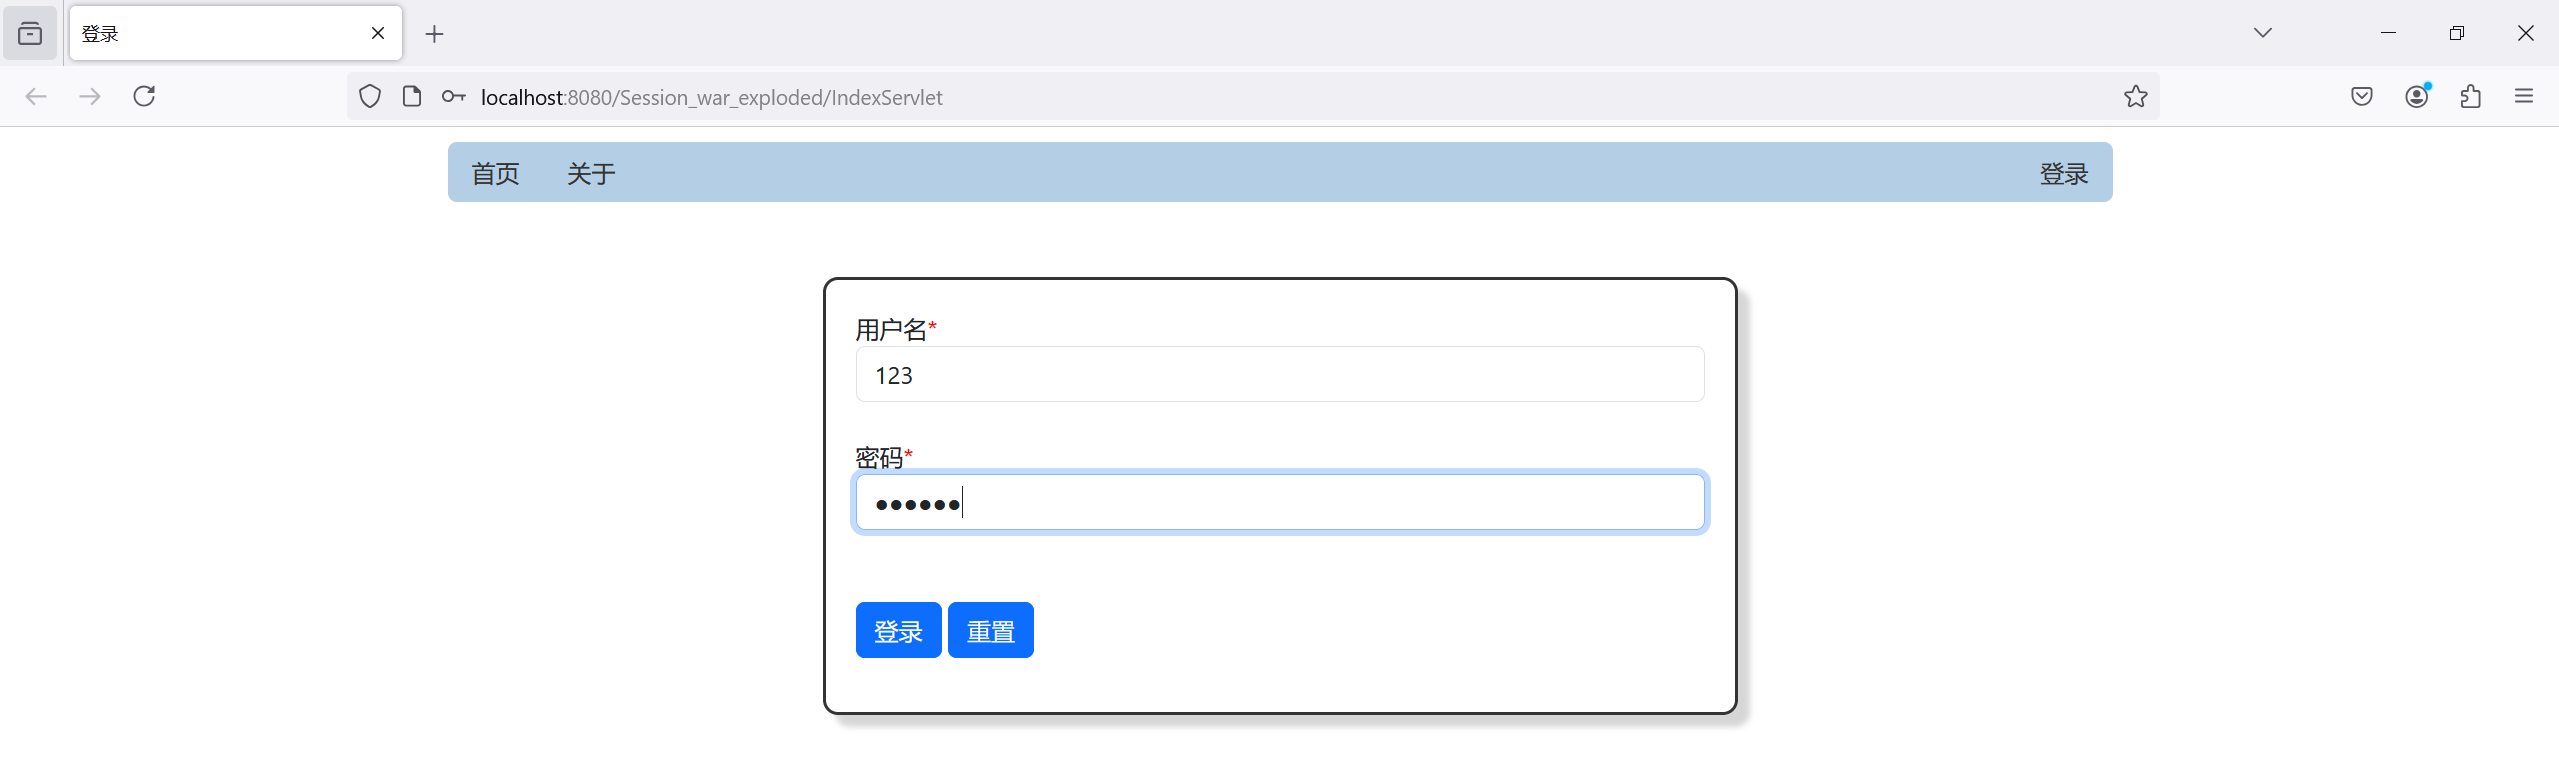 登录
localhost:8080/Session_war_exploded/IndexServlet
首页 关于 登录
用户名*
123
密码*
••••••
登录 重置